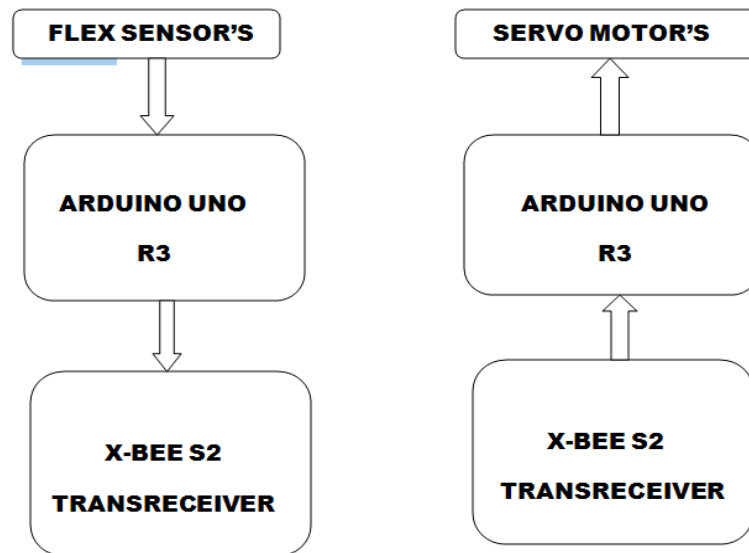 FLEX SENSOR'S
ARDUINO UNO
R3
X-BEE S2
TRANSRECEIVER
SERVO MOTOR'S
ARDUINO UNO
R3
X-BEE S2
TRANSRECEIVER